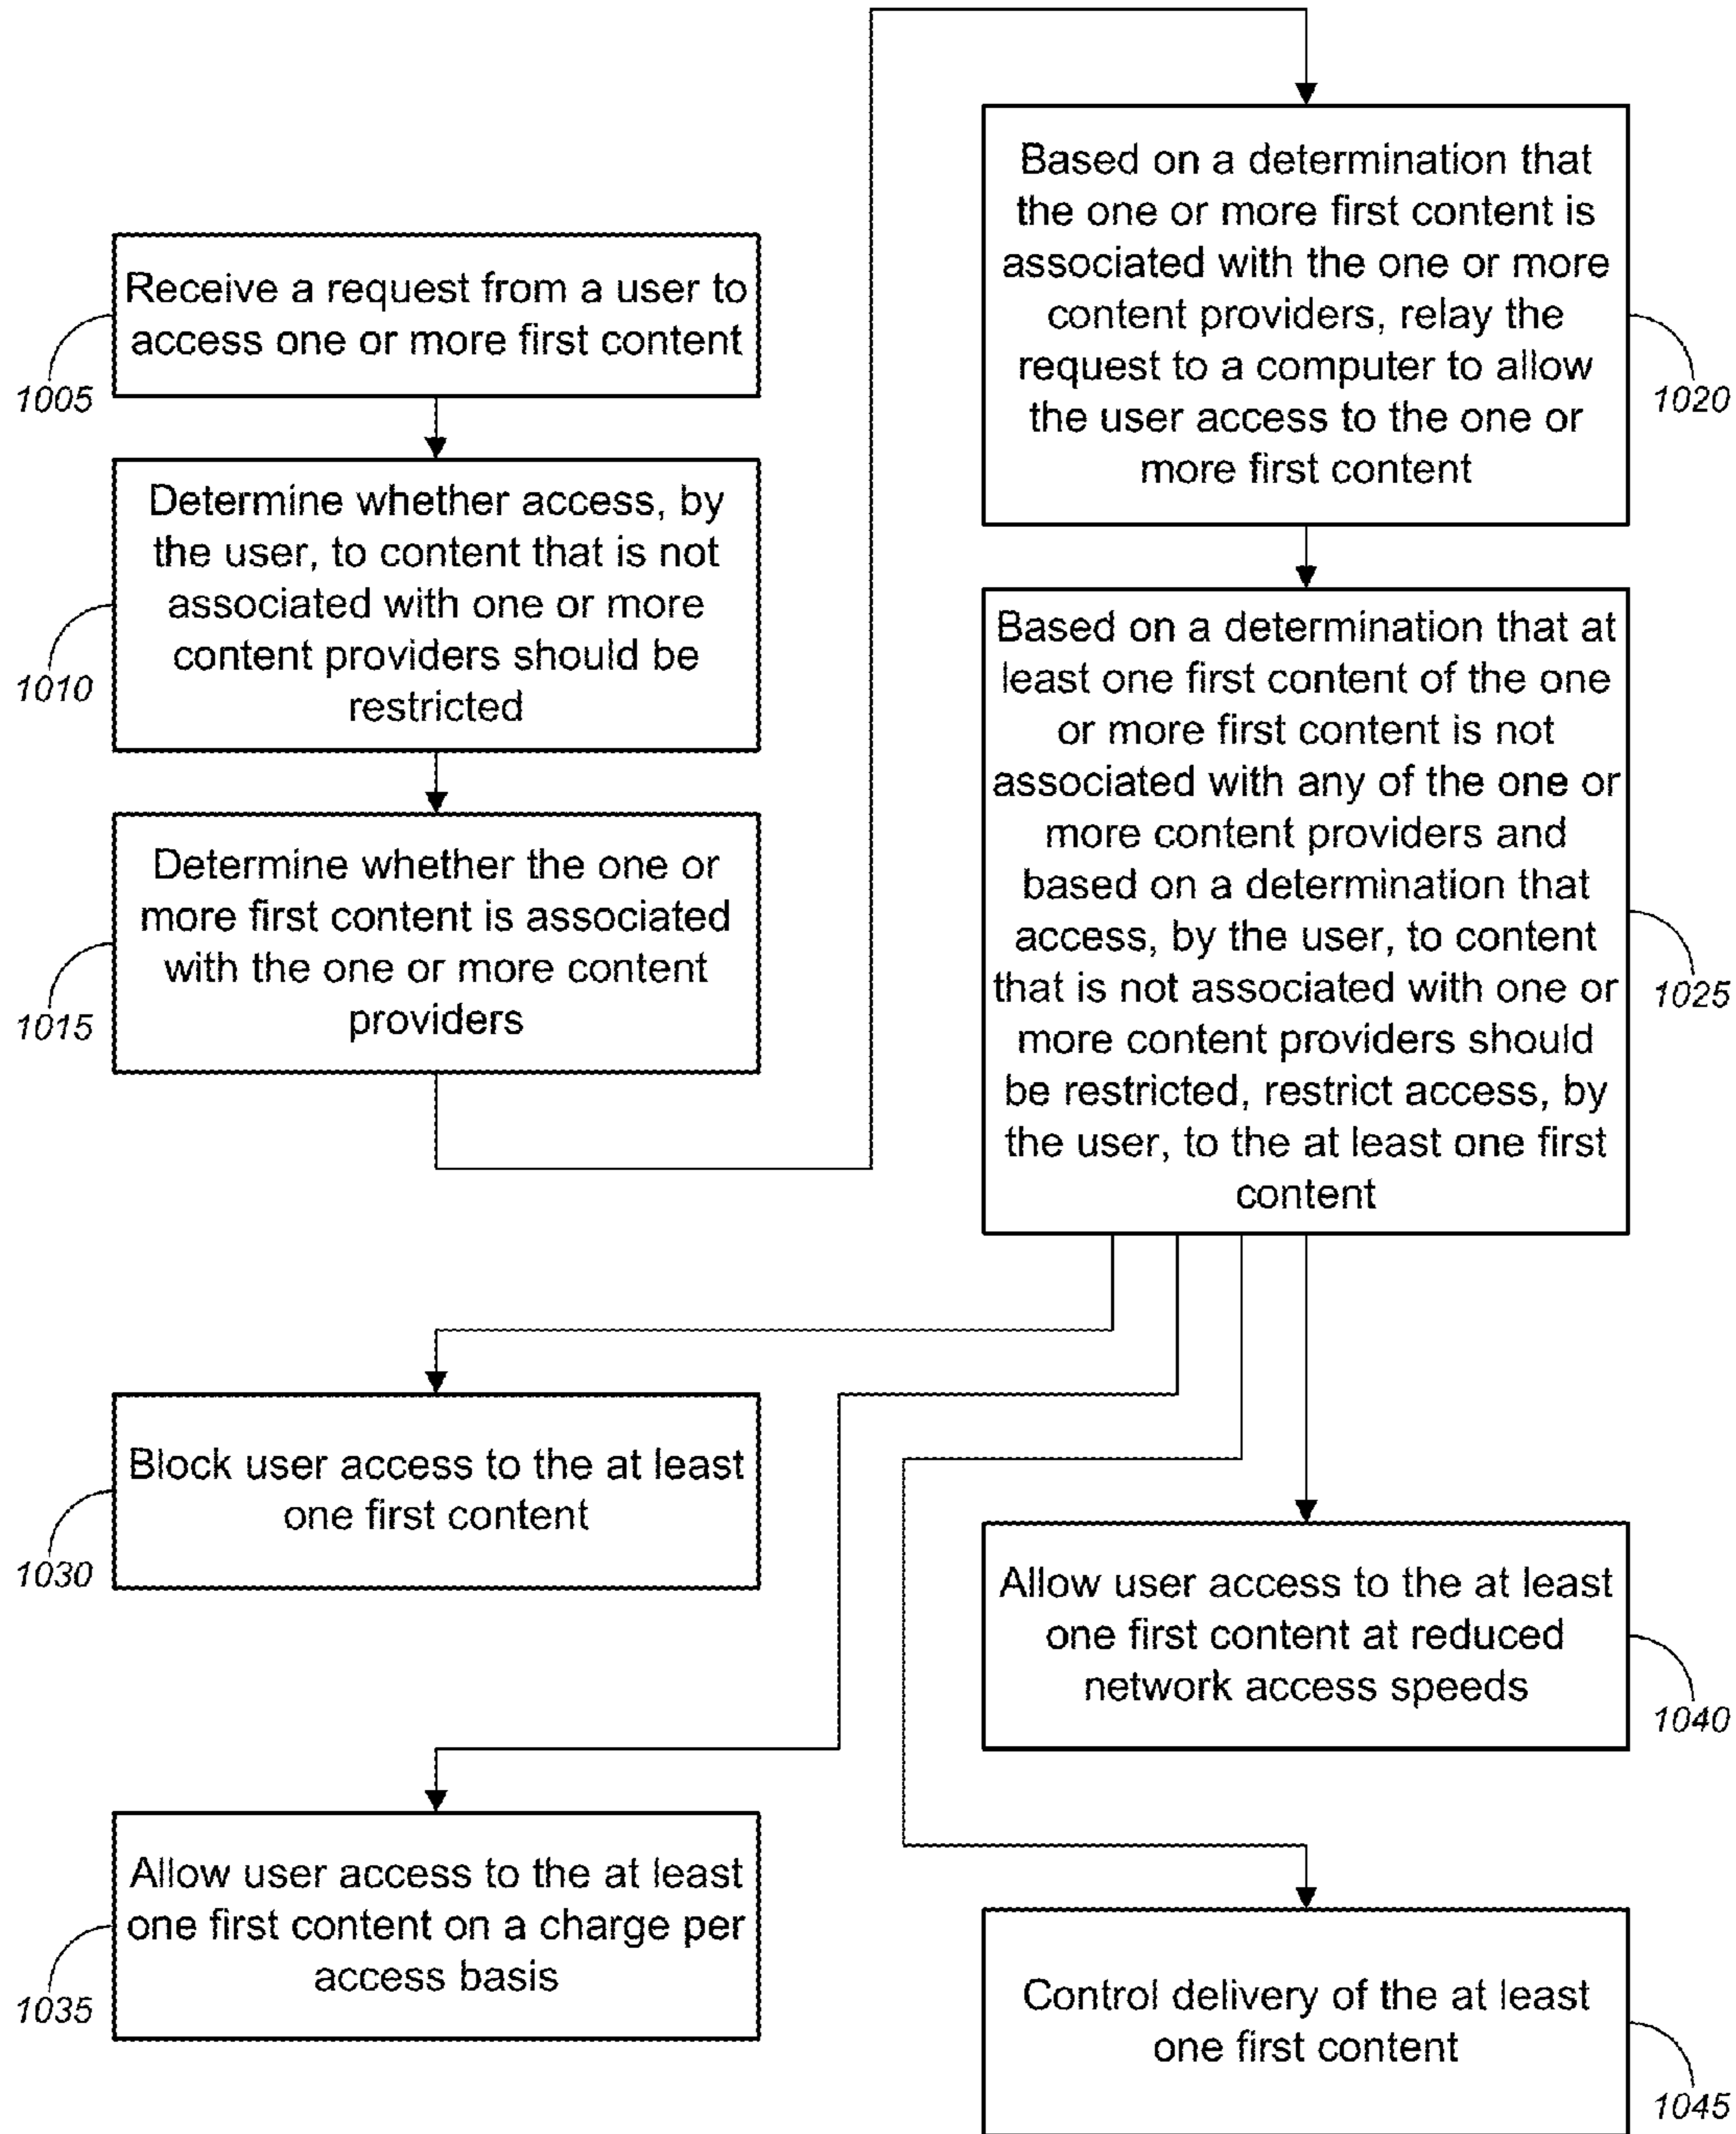 Receive a request from a user to
access one or more first content
1005
Determine whether access, by
the user, to content that is not
associated with one or more
content providers should be
restricted
1010
Determine whether the one or
more first content is associated
with the one or more content
providers
1015
Based on a determination that
the one or more first content is
associated with the one or more
content providers, relay the
request to a computer to allow
the user access to the one or
more first content
1020
Based on a determination that at
least one first content of the one
or more first content is not
associated with any of the one or
more content providers and
based on a determination that
access, by the user, to content
that is not associated with one or
more content providers should
be restricted, restrict access, by
the user, to the at least one first
content
1025
Block user access to the at least
one first content
1030
Allow user access to the at least
one first content on a charge per
access basis
1035
Allow user access to the at least
one first content at reduced
network access speeds
1040
Control delivery of the at least
one first content
1045